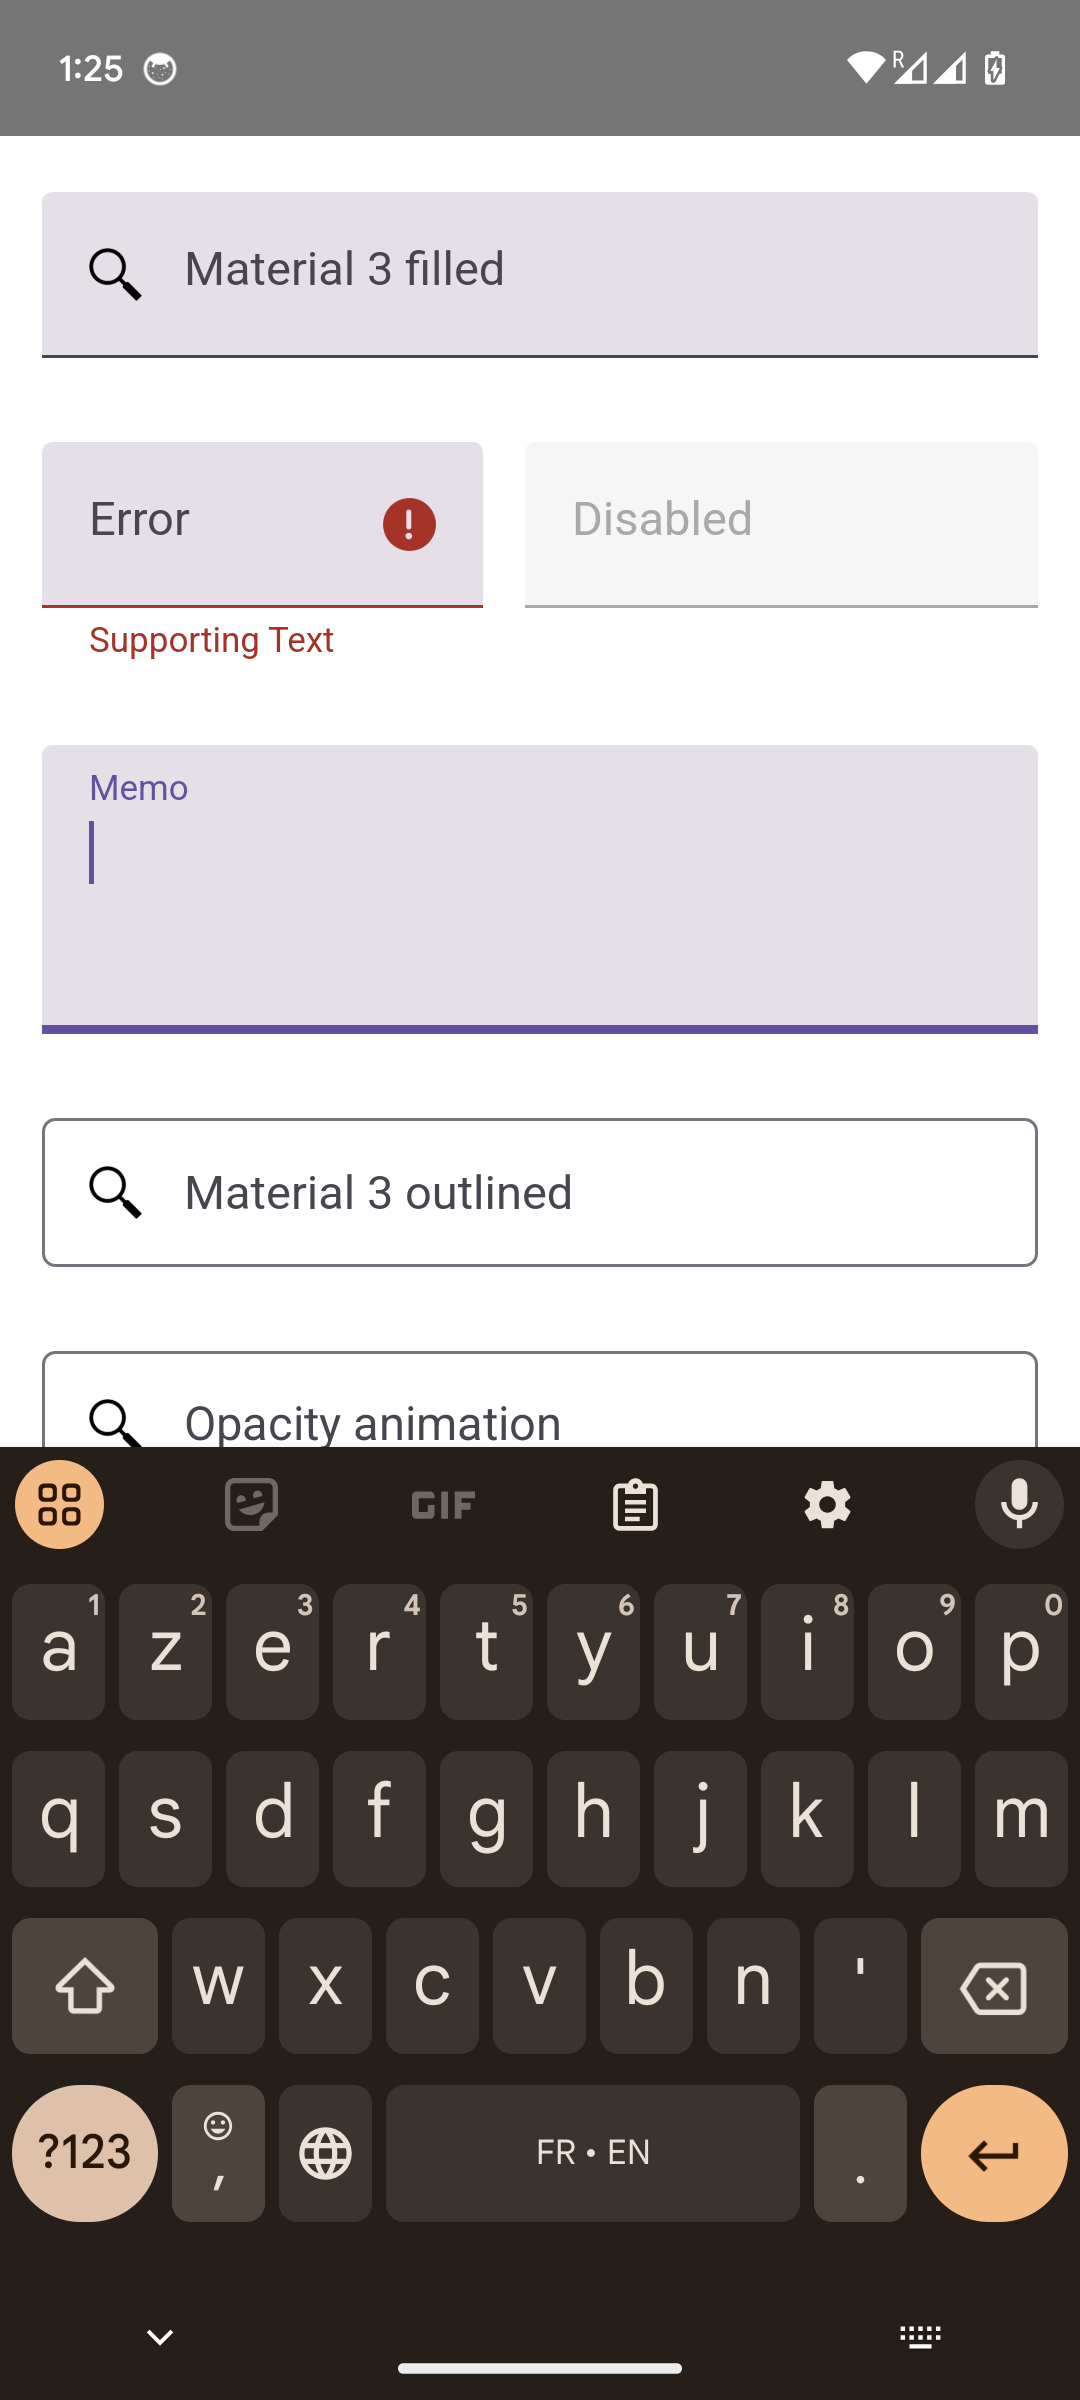 1:25
R
Material 3 filled
Error
Disabled
Supporting Text
Memo
Material 3 outlined
Opacity animation
GIF
1 2 3 4 5 6 7 8 9 0
a z e r t y u i o p
q s d f g h j k l m
w x c v b n '
?123 , FR • EN .